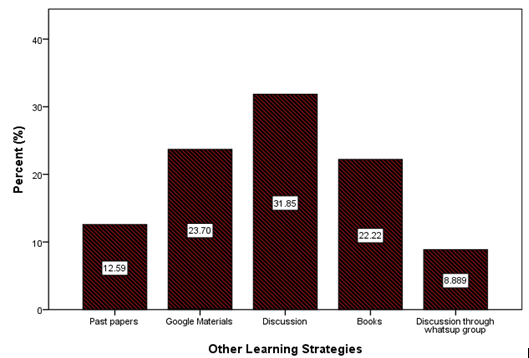 Percent (%)
40
30
20
10
0
12.59
23.70
31.85
22.22
8.889
Past papers
Google Materials
Discussion
Books
Discussion through
whatsup group
Other Learning Strategies